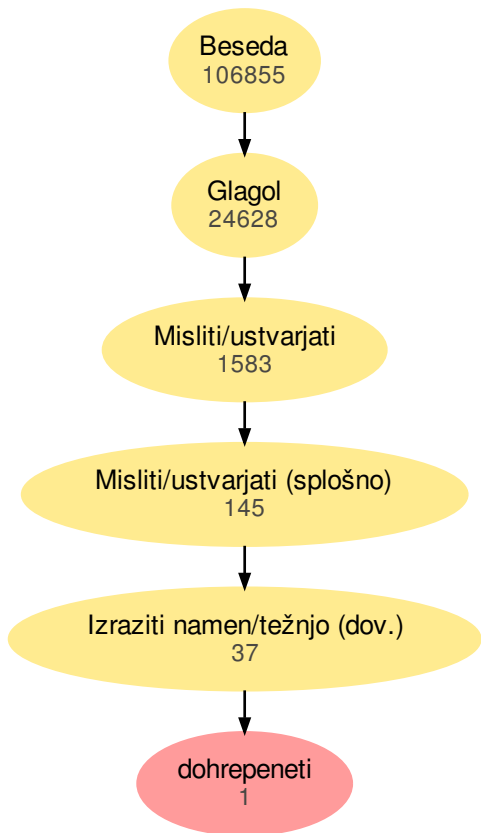 Beseda
106855
Glagol
24628
Misliti/ustvarjati
1583
Misliti/ustvarjati (splošno)
145
Izraziti namen/težnjo (dov.)
37
dohrepeneti
1